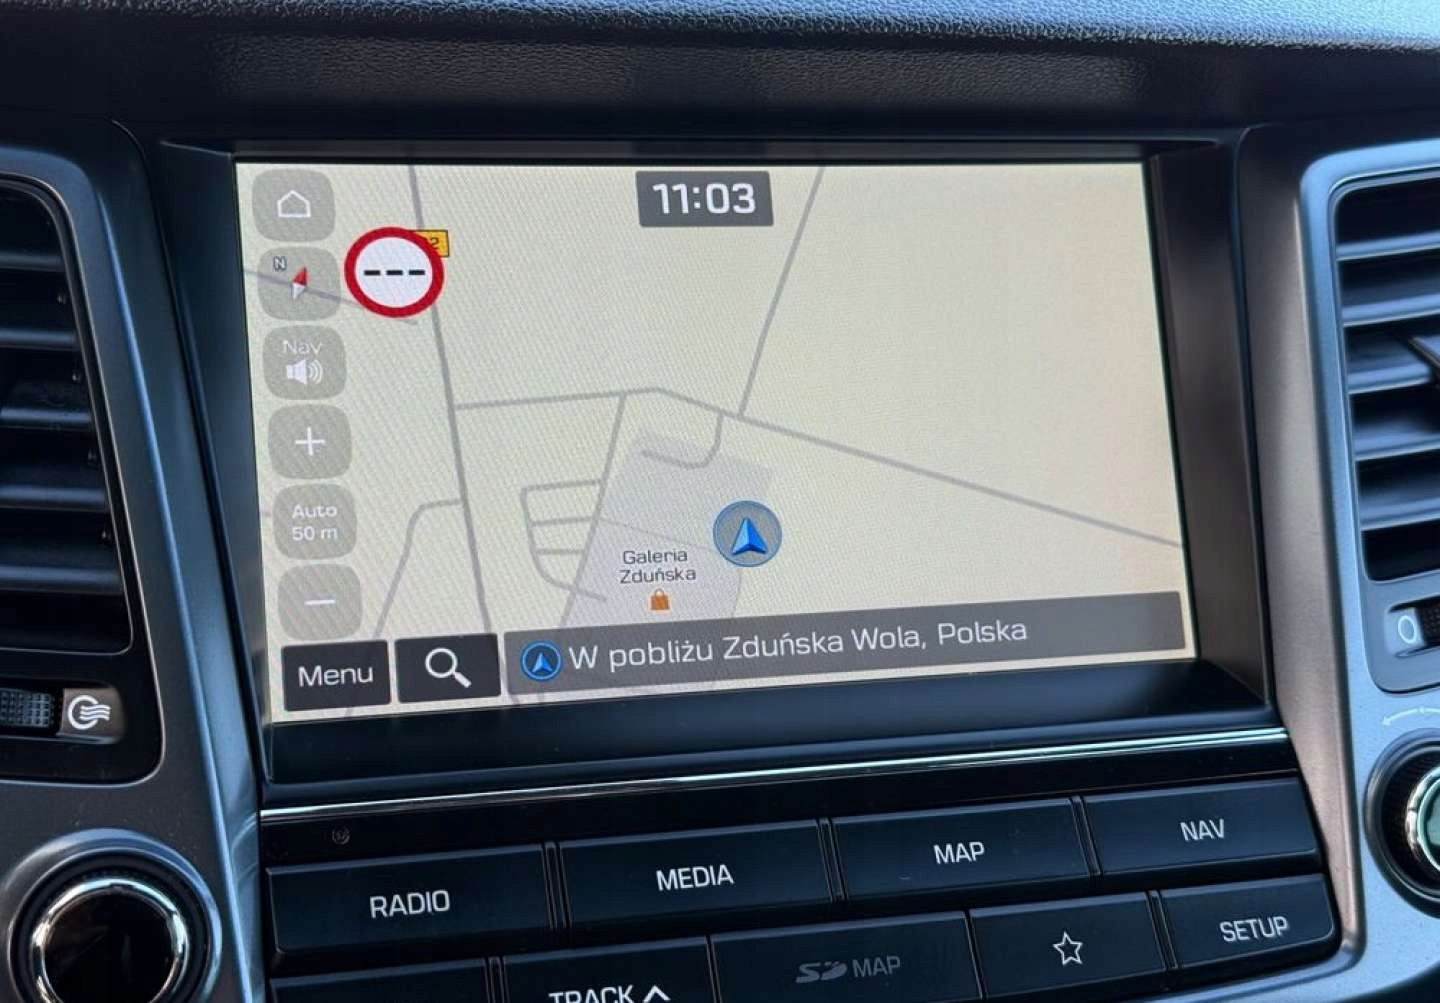 11:03
2
N
---
Nav
Auto
50 m
Galeria
Zduńska
Menu
W pobliżu Zduńska Wola, Polska
RADIO
MEDIA
MAP
NAV
TRACK
SD MAP
SETUP